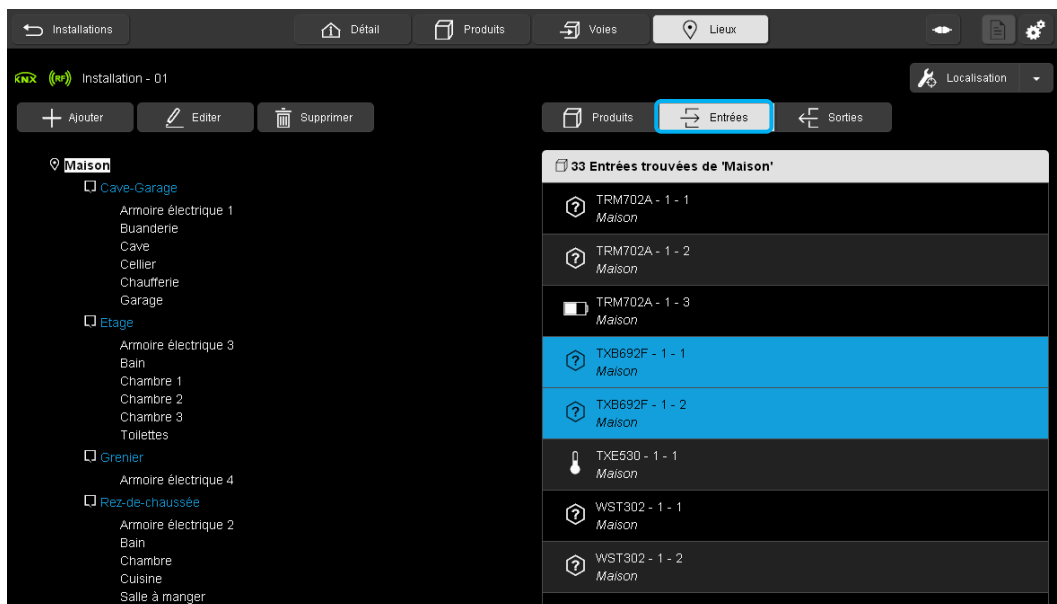 Installations
Détail
Produits
Voies
Lieux
KNX ((RF)) Installation - 01
Localisation
Ajouter
Editer
Supprimer
Produits
Entrées
Sorties
Maison
Cave-Garage
Armoire électrique 1
Buanderie
Cave
Cellier
Chaufferie
Garage
Etage
Armoire électrique 3
Bain
Chambre 1
Chambre 2
Chambre 3
Toilettes
Grenier
Armoire électrique 4
Rez-de-chaussée
Armoire électrique 2
Bain
Chambre
Cuisine
Salle à manger
33 Entrées trouvées de 'Maison'
TRM702A - 1 - 1
Maison
TRM702A - 1 - 2
Maison
TRM702A - 1 - 3
Maison
TXB692F - 1 - 1
Maison
TXB692F - 1 - 2
Maison
TXE530 - 1 - 1
Maison
WST302 - 1 - 1
Maison
WST302 - 1 - 2
Maison